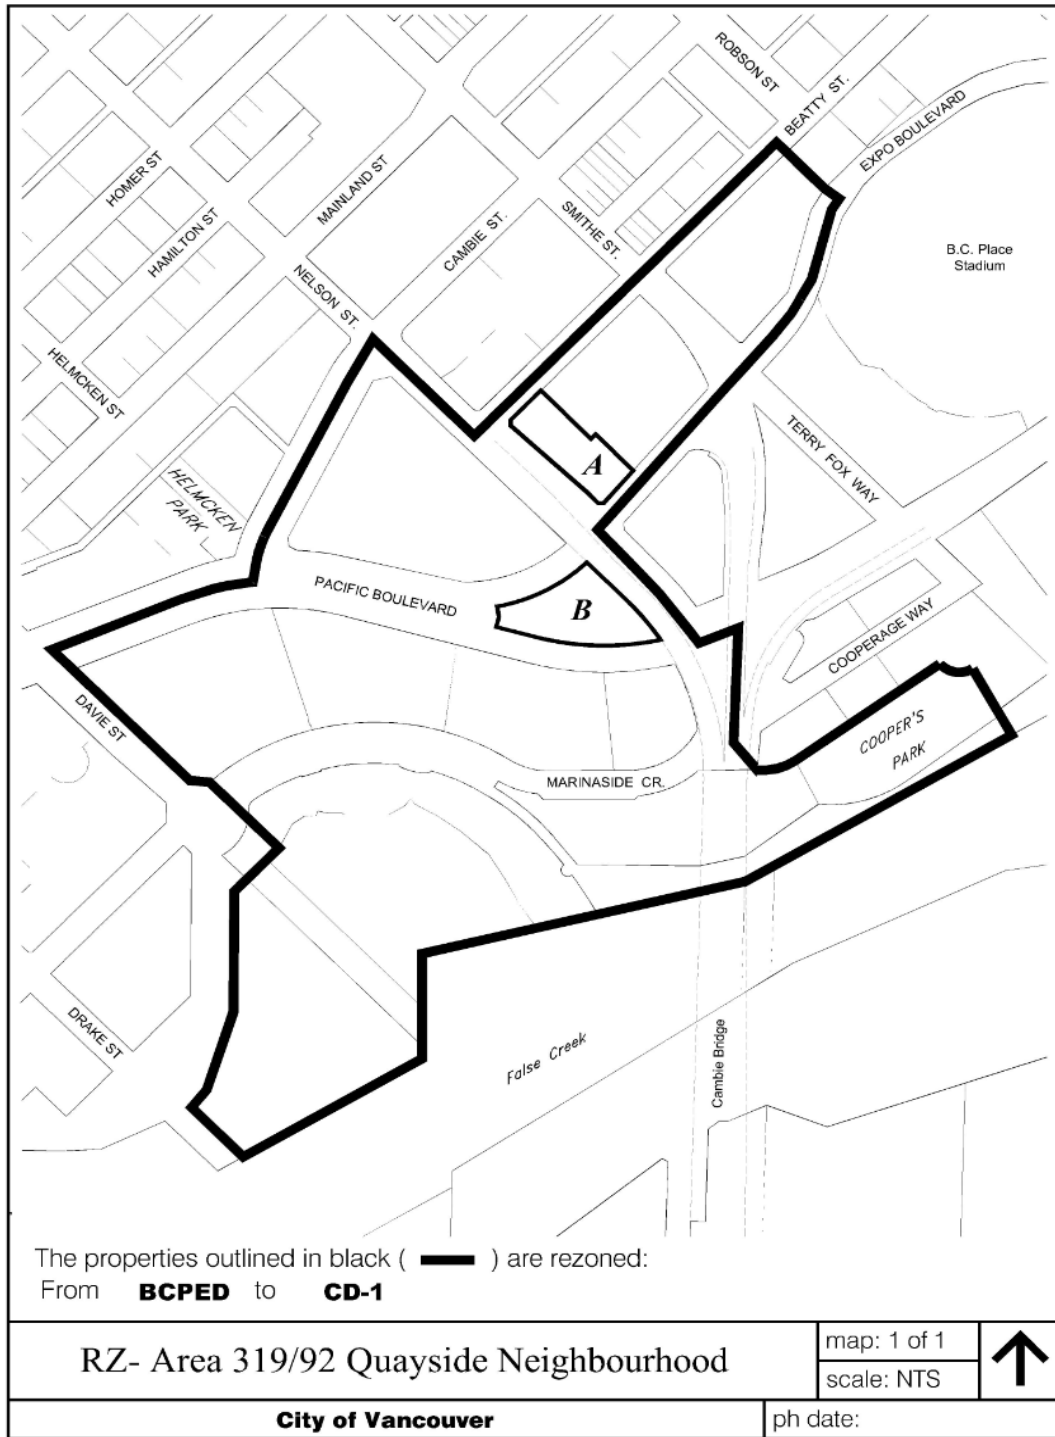 ROBSON ST
BEATTY ST.
EXPO BOULEVARD
HOMER ST
MAINLAND ST
HAMILTON ST
CAMBIE ST.
SMITHE ST.
B.C. Place
Stadium
NELSON ST.
HELMCKEN ST
TERRY FOX WAY
A
HELMCKEN
PARK
PACIFIC BOULEVARD
B
COOPERAGE WAY
DAVIE ST
COOPER'S
PARK
MARINASIDE CR.
DRAKE ST
False Creek
Cambie Bridge
The properties outlined in black ( ) are rezoned:
From BCPED to CD-1
RZ- Area 319/92 Quayside Neighbourhood
map: 1 of 1
scale: NTS
City of Vancouver
ph date: